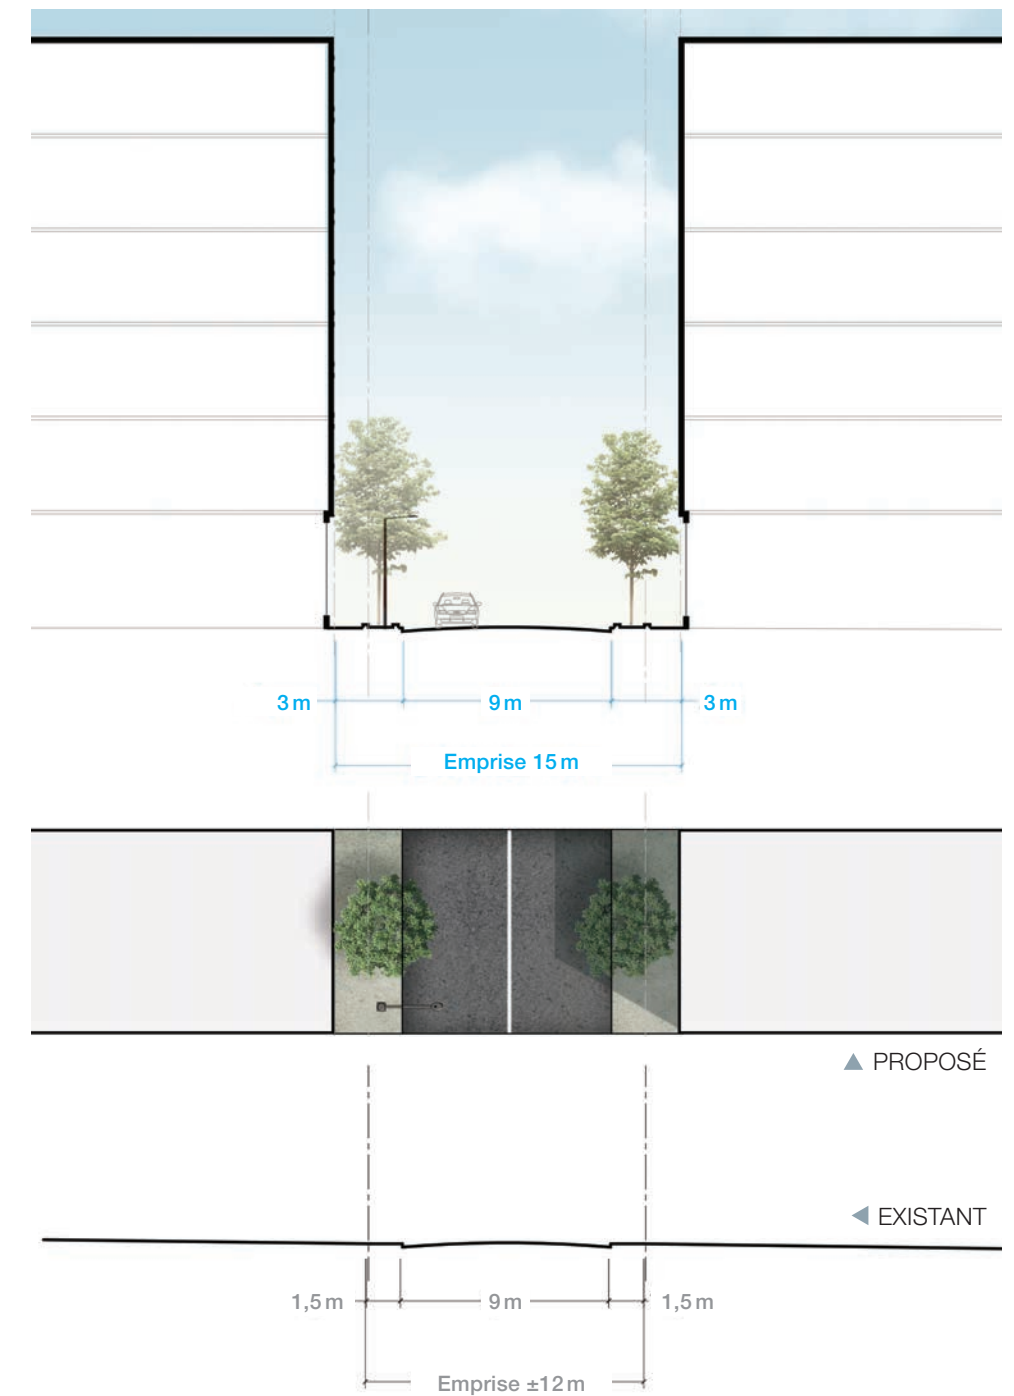 3 m 9 m 3 m
Emprise 15 m
▲ PROPOSÉ
◀ EXISTANT
1,5 m 9 m 1,5 m
Emprise ±12 m